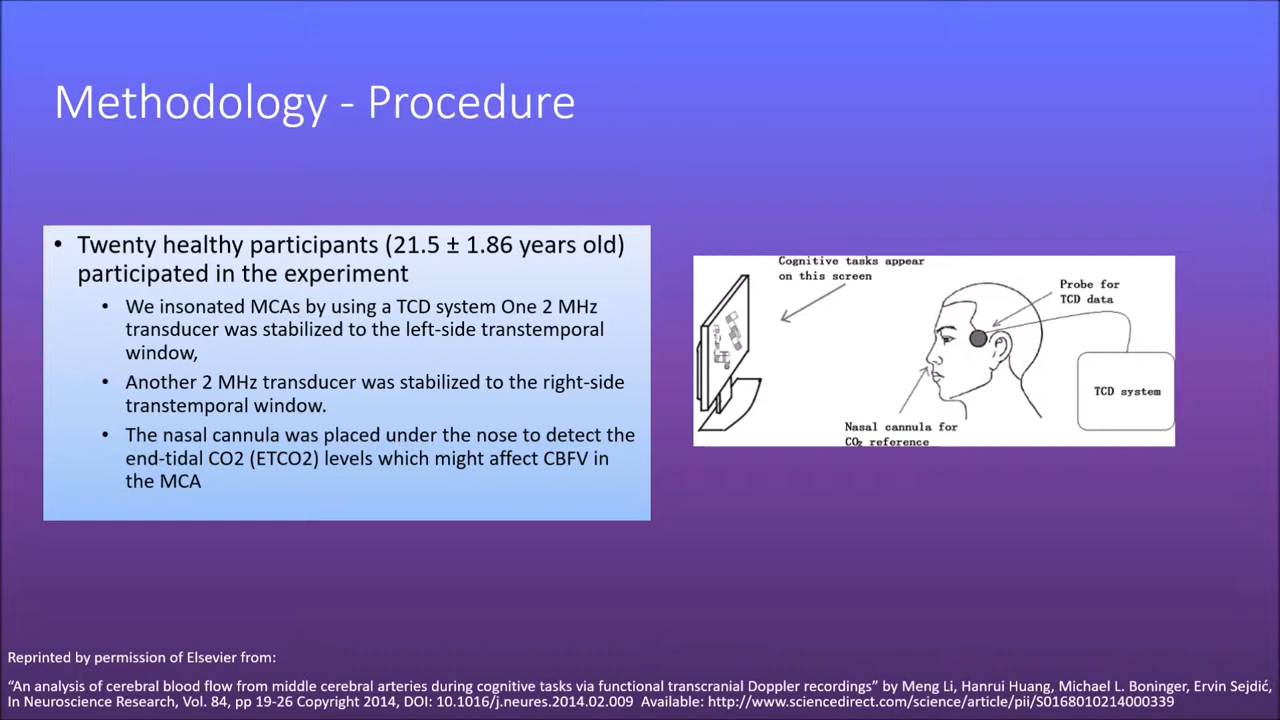 Methodology - Procedure
• Twenty healthy participants (21.5 ± 1.86 years old)
participated in the experiment
• We insonated MCAs by using a TCD system One 2 MHz
transducer was stabilized to the left-side transtemporal
window,
• Another 2 MHz transducer was stabilized to the right-side
transtemporal window.
• The nasal cannula was placed under the nose to detect the
end-tidal CO2 (ETCO2) levels which might affect CBFV in
the MCA
Cognitive tasks appear
on this screen
Probe for
TCD data
TCD system
Nasal cannula for
CO₂ reference
Reprinted by permission of Elsevier from:
“An analysis of cerebral blood flow from middle cerebral arteries during cognitive tasks via functional transcranial Doppler recordings” by Meng Li, Hanrui Huang, Michael L. Boninger, Ervin Sejdić,
In Neuroscience Research, Vol. 84, pp 19-26 Copyright 2014, DOI: 10.1016/j.neures.2014.02.009 Available: http://www.sciencedirect.com/science/article/pii/S0168010214000339